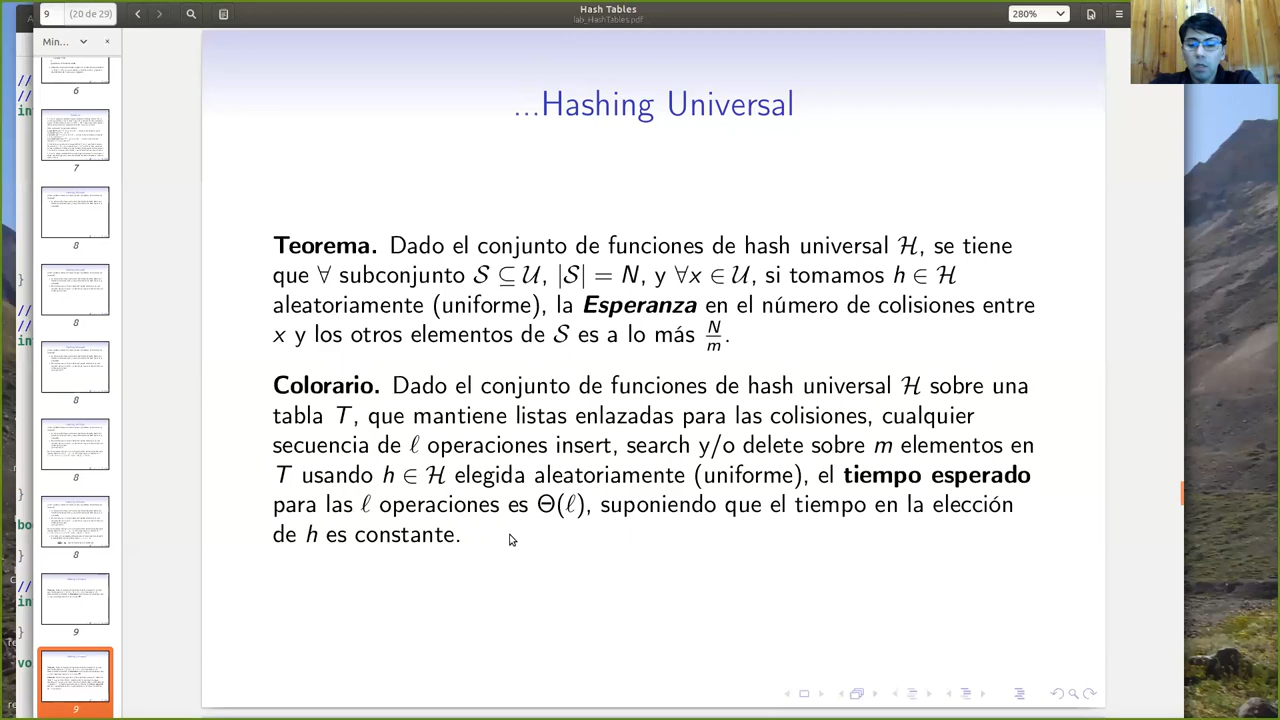 9 (20 de 29)
Hash Tables
lab_HashTables.pdf
280%
Min...
6
7
8
8
8
8
8
9
9
...Hashing Universal
Teorema. Dado el conjunto de funciones de hash universal ℋ, se tiene
que ∀ subconjunto 𝒮 ⊆ 𝒰, |𝒮| = N, y ∀x ∈ 𝒰, si tomamos h ∈ ℋ
aleatoriamente (uniforme), la Esperanza en el número de colisiones entre
x y los otros elementos de 𝒮 es a lo más N/m.
Colorario. Dado el conjunto de funciones de hash universal ℋ sobre una
tabla T, que mantiene listas enlazadas para las colisiones, cualquier
secuencia de ℓ operaciones insert, search y/o delete sobre m elementos en
T usando h ∈ ℋ elegida aleatoriamente (uniforme), el tiempo esperado
para las ℓ operaciones es Θ(ℓ), suponiendo que el tiempo en la elección
de h es constante.